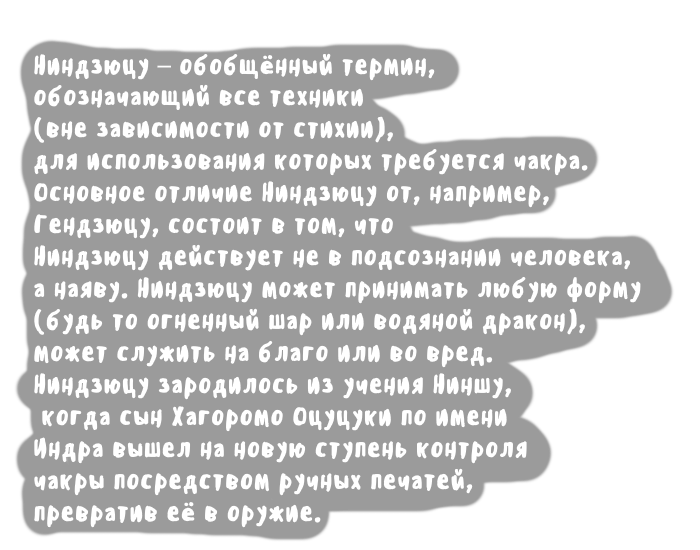 Ниндзюцу – обобщённый термин,
обозначающий все техники
(вне зависимости от стихии),
для использования которых требуется чакра.
Основное отличие Ниндзюцу от, например,
Гендзюцу, состоит в том, что
Ниндзюцу действует не в подсознании человека,
а наяву. Ниндзюцу может принимать любую форму
(будь то огненный шар или водяной дракон),
может служить на благо или во вред.
Ниндзюцу зародилось из учения Ниншу,
когда сын Хагоромо Оцуцуки по имени
Индра вышел на новую ступень контроля
чакры посредством ручных печатей,
превратив её в оружие.